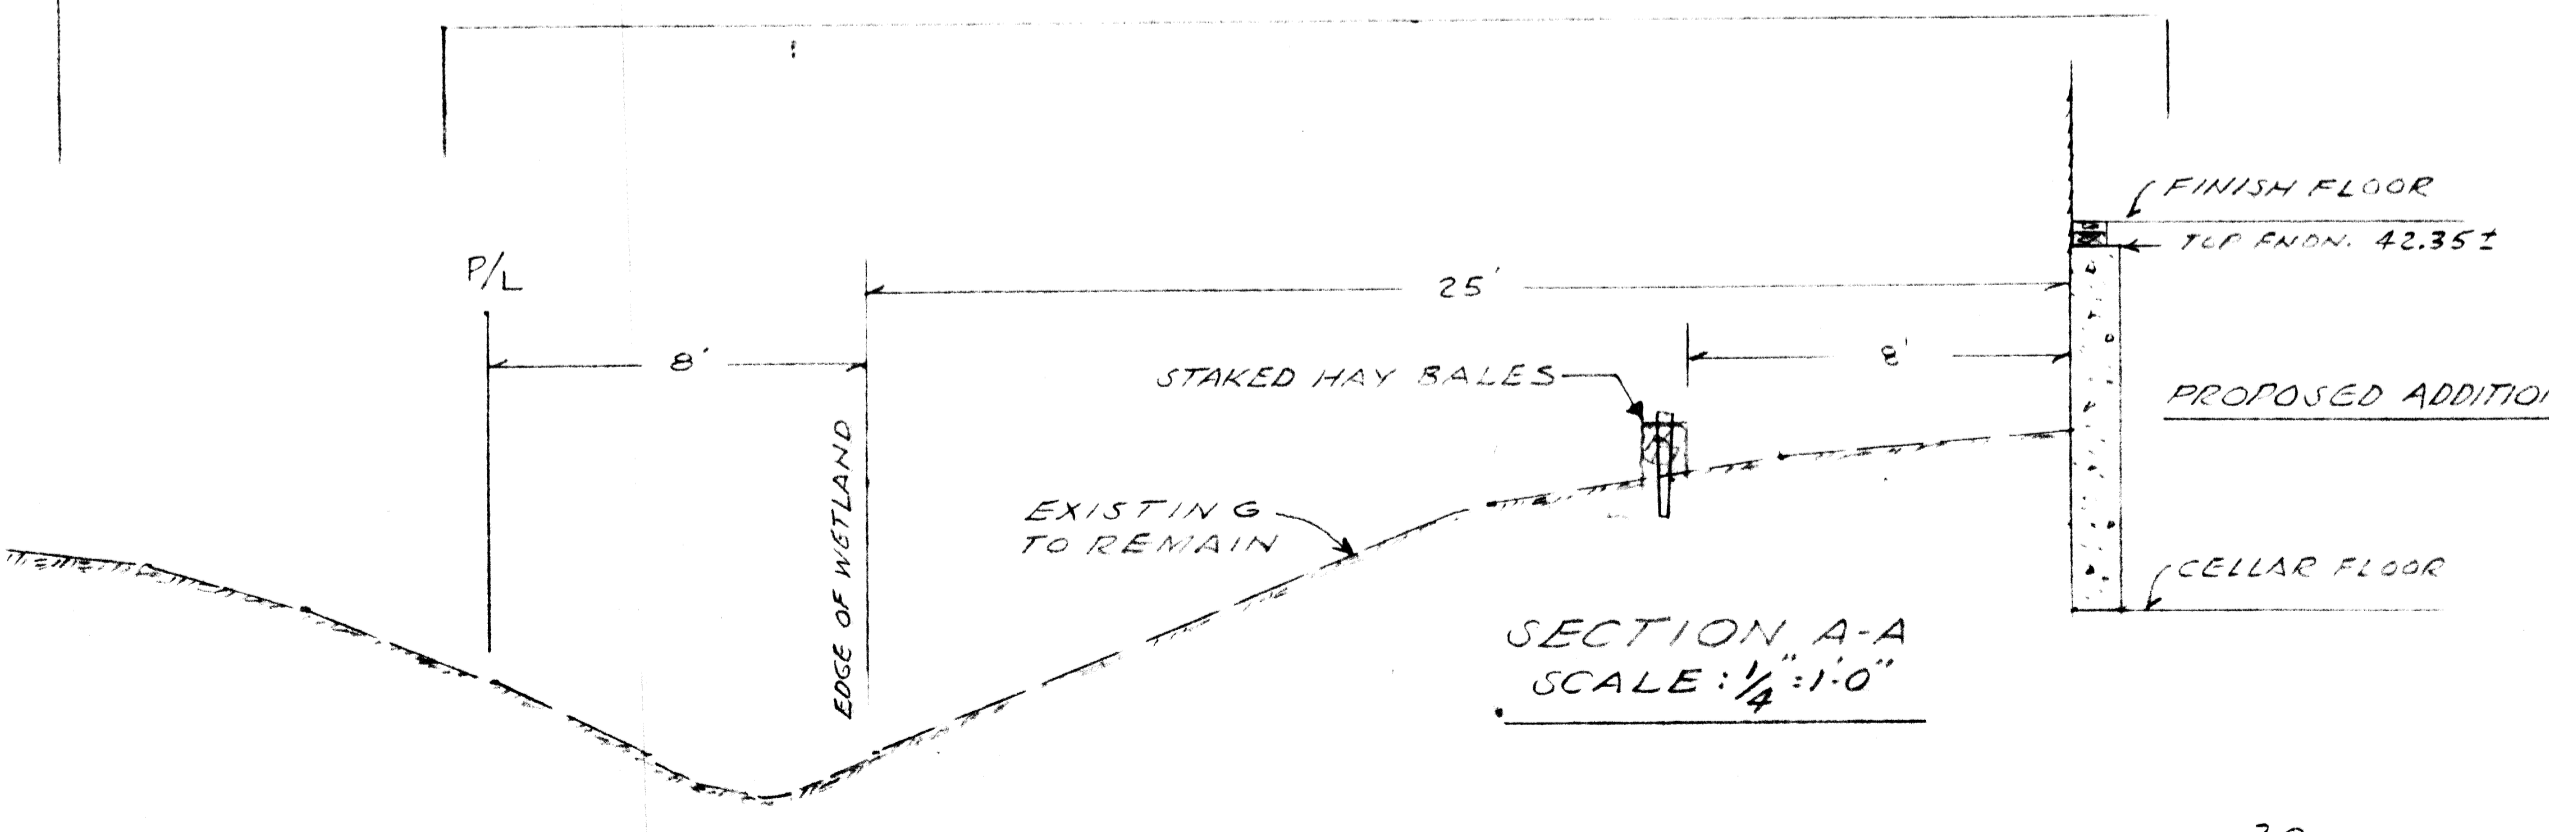 FINISH FLOOR
TOP FNDN. 42.35±
P/L
25'
8'
8'
STAKED HAY BALES
PROPOSED ADDITION
EDGE OF WETLAND
EXISTING
TO REMAIN
CELLAR FLOOR
SECTION A-A
SCALE: 1/4"=1'-0"